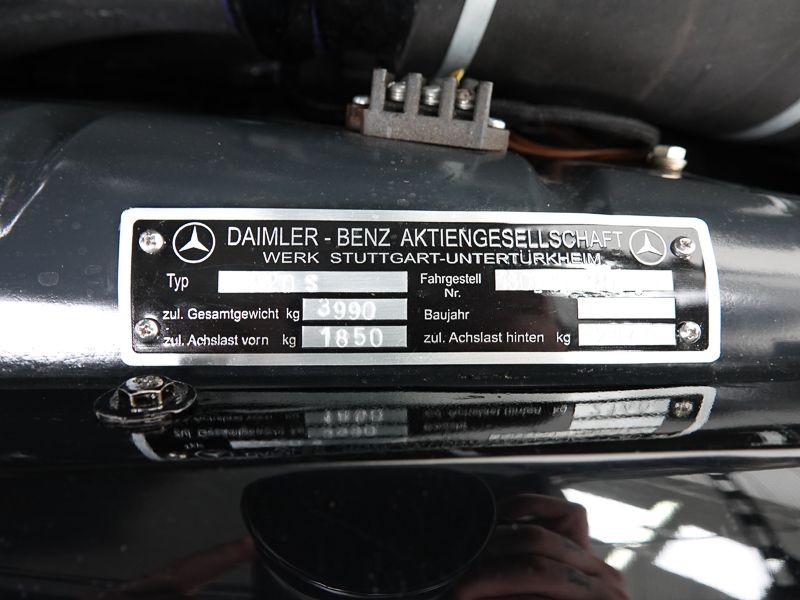 DAIMLER - BENZ AKTIENGESELLSCHAFT
WERK STUTTGART-UNTERTÜRKHEIM
Typ S
Fahrgestell Nr.
zul. Gesamtgewicht kg 3990
Baujahr
zul. Achslast vorn kg 1850
zul. Achslast hinten kg